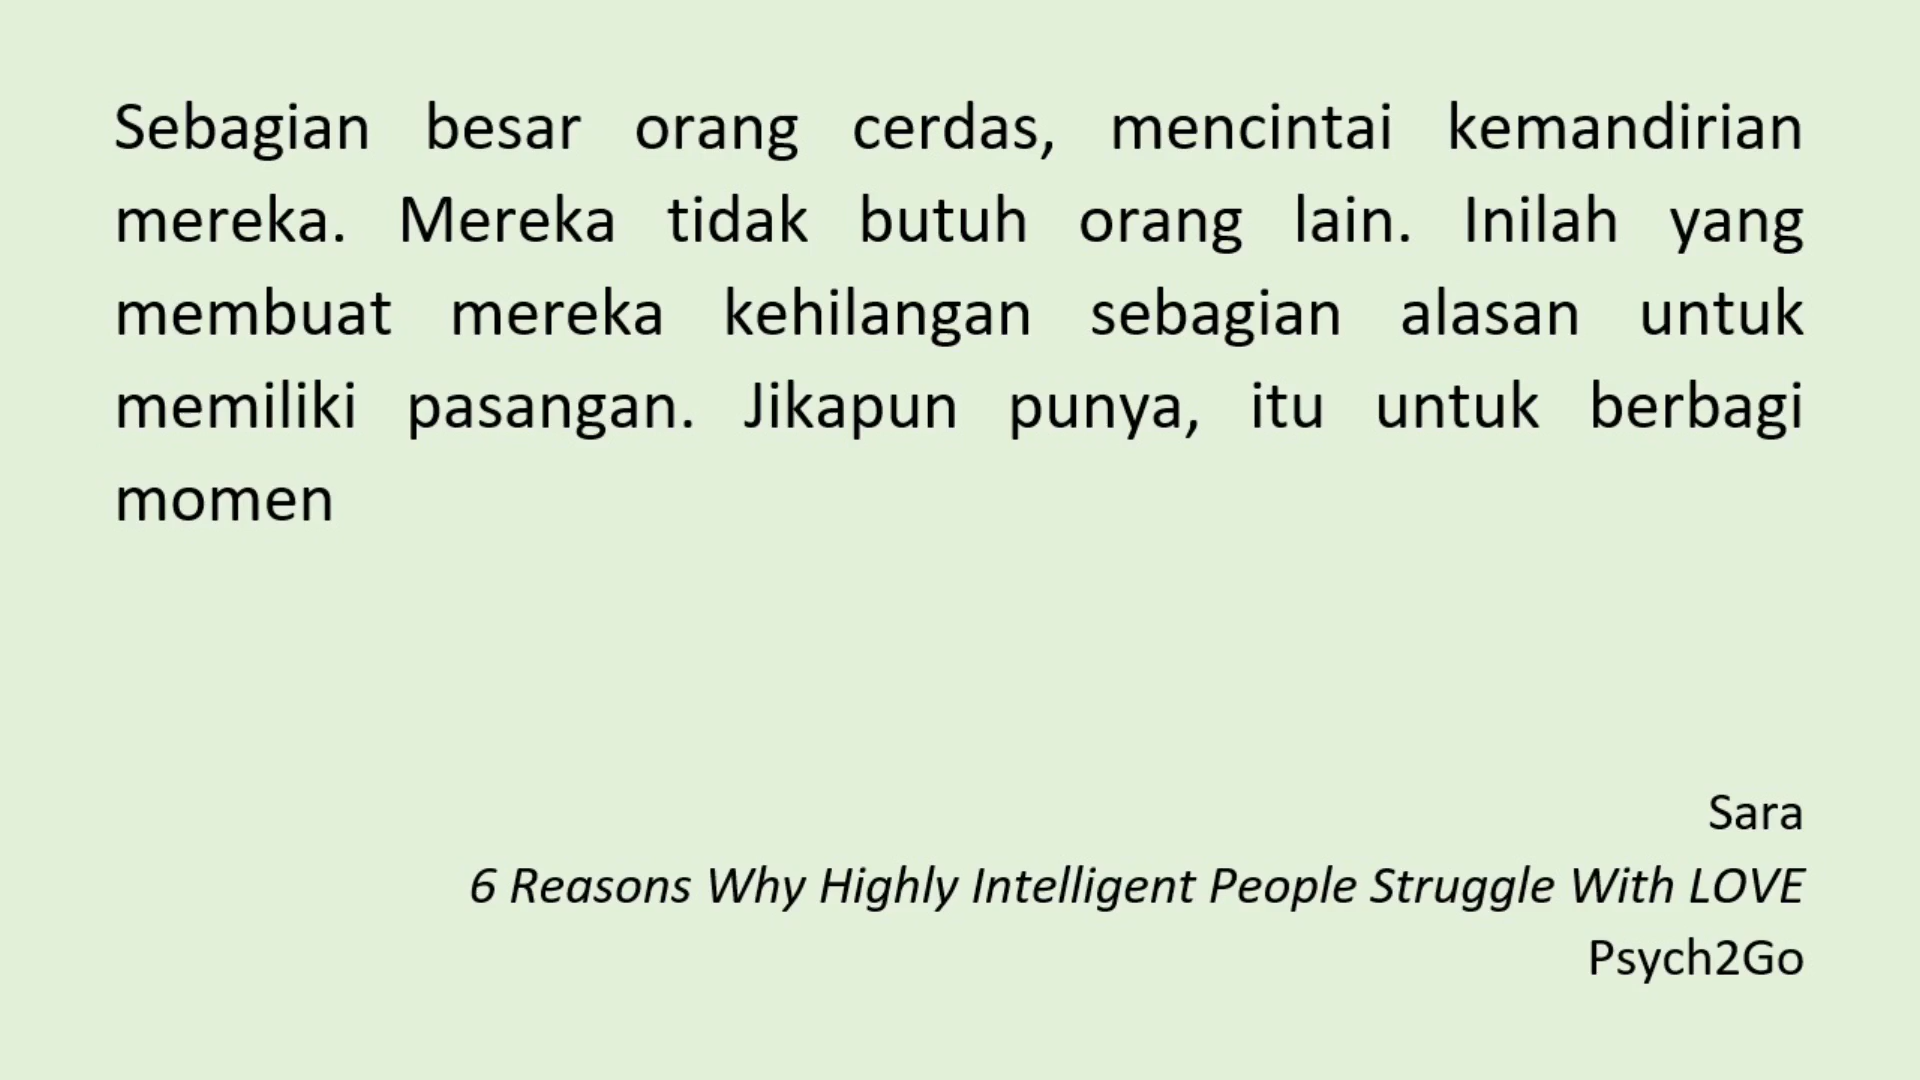 Sebagian besar orang cerdas, mencintai kemandirian
mereka. Mereka tidak butuh orang lain. Inilah yang
membuat mereka kehilangan sebagian alasan untuk
memiliki pasangan. Jikapun punya, itu untuk berbagi
momen
Sara
6 Reasons Why Highly Intelligent People Struggle With LOVE
Psych2Go